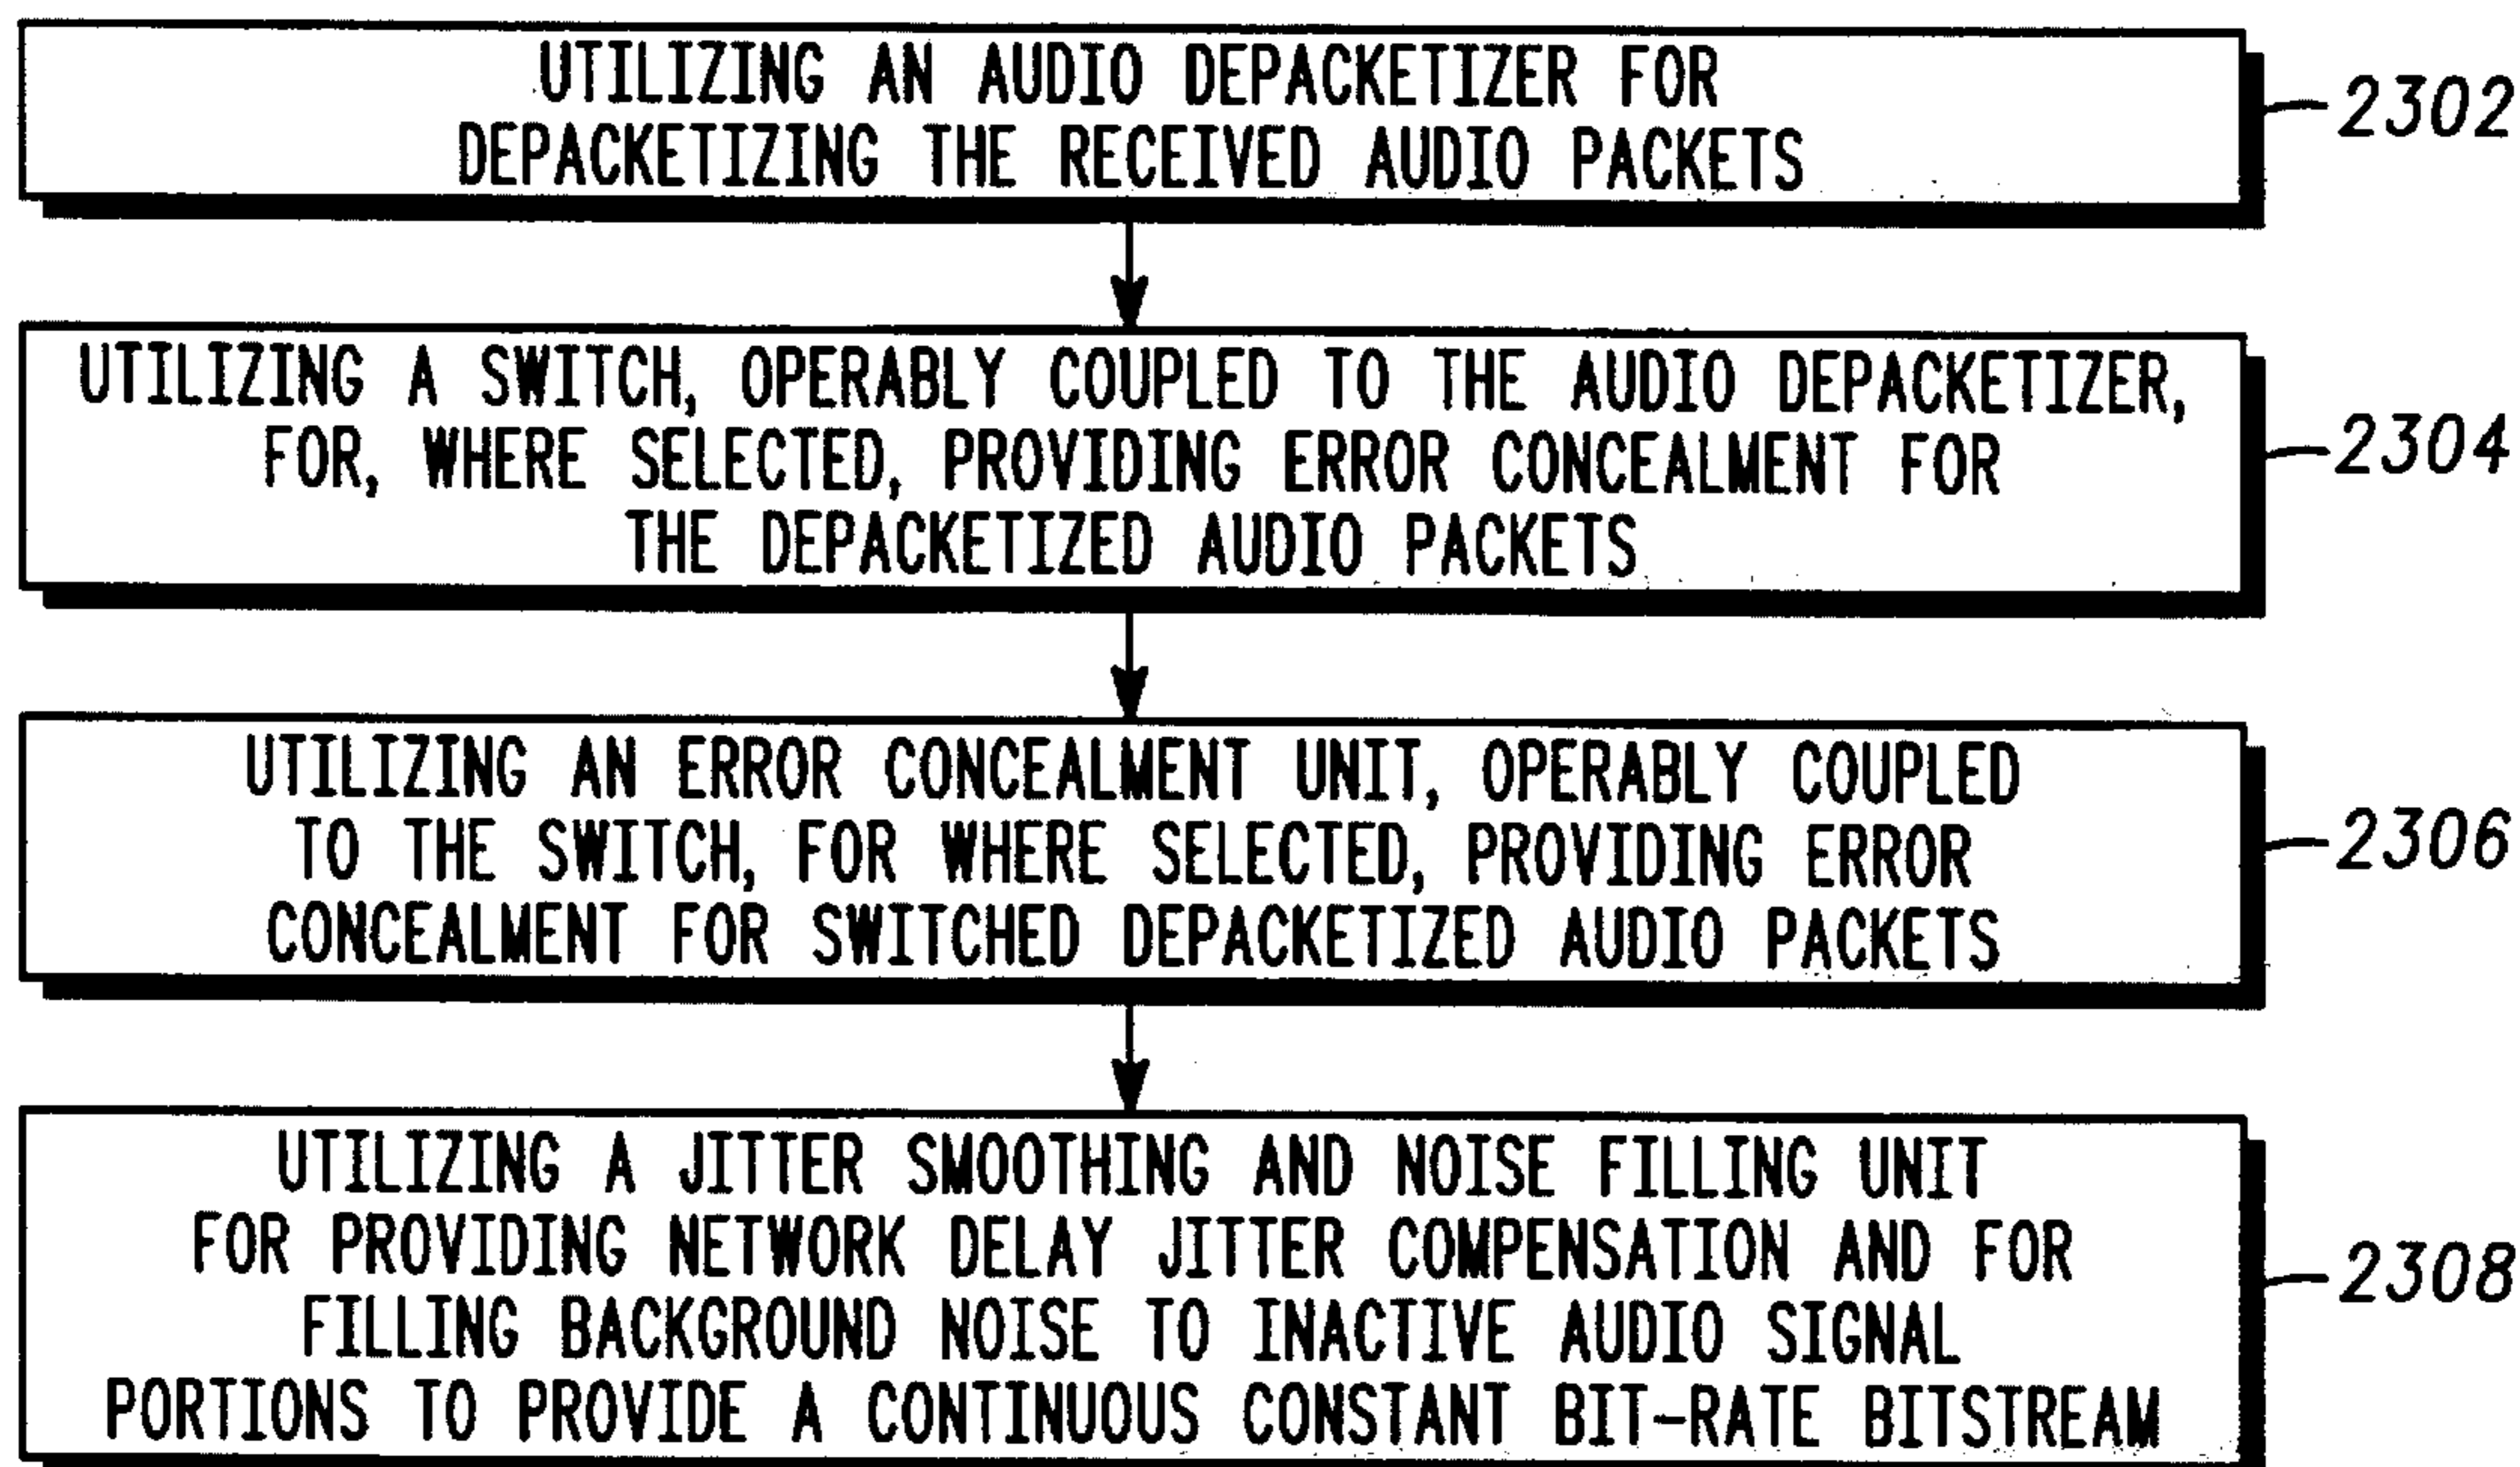 UTILIZING AN AUDIO DEPACKETIZER FOR
DEPACKETIZING THE RECEIVED AUDIO PACKETS
2302
UTILIZING A SWITCH, OPERABLY COUPLED TO THE AUDIO DEPACKETIZER,
FOR, WHERE SELECTED, PROVIDING ERROR CONCEALMENT FOR
THE DEPACKETIZED AUDIO PACKETS
2304
UTILIZING AN ERROR CONCEALMENT UNIT, OPERABLY COUPLED
TO THE SWITCH, FOR WHERE SELECTED, PROVIDING ERROR
CONCEALMENT FOR SWITCHED DEPACKETIZED AUDIO PACKETS
2306
UTILIZING A JITTER SMOOTHING AND NOISE FILLING UNIT
FOR PROVIDING NETWORK DELAY JITTER COMPENSATION AND FOR
FILLING BACKGROUND NOISE TO INACTIVE AUDIO SIGNAL
PORTIONS TO PROVIDE A CONTINUOUS CONSTANT BIT-RATE BITSTREAM
2308